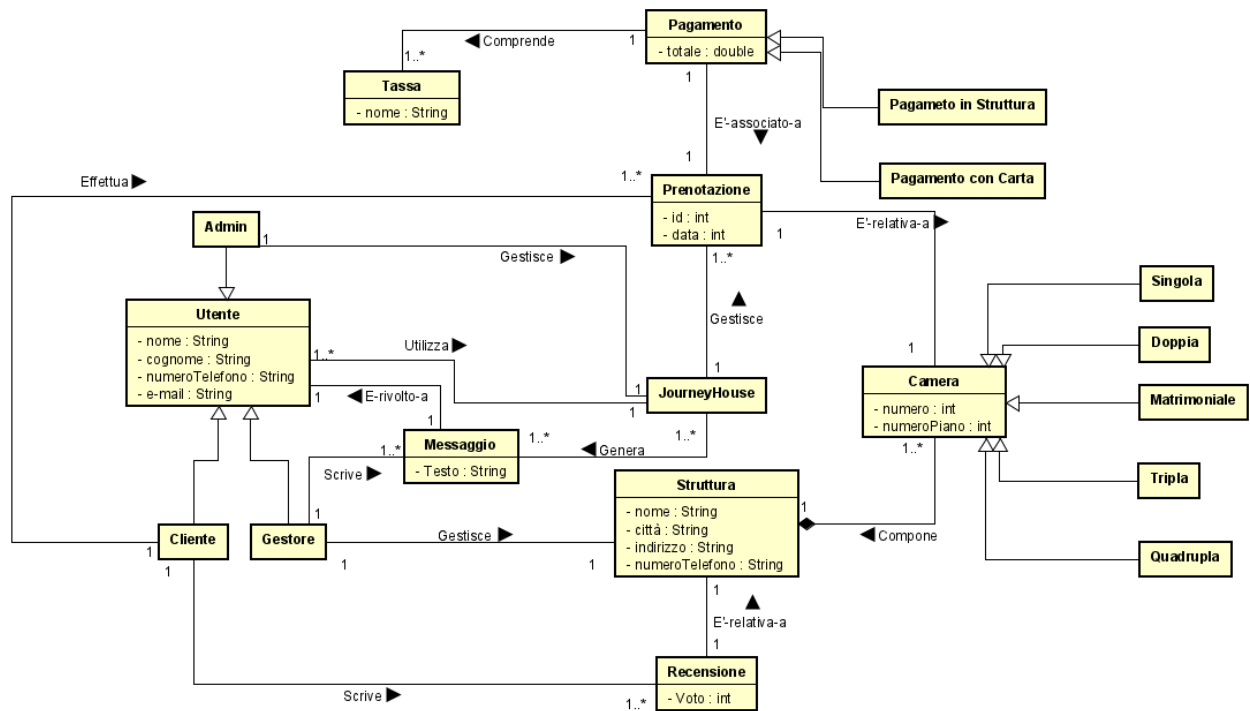 Pagamento
- totale : double
Comprende
1
1..*
1
Tassa
- nome : String
Pagameto in Struttura
E'-associato-a
1
Pagamento con Carta
Effettua
1..*
Prenotazione
- id : int
- data : int
1
1..*
E'-relativa-a
Admin
1
Gestisce
Singola
Utente
- nome : String
- cognome : String
- numeroTelefono : String
- e-mail : String
1..*
1
Utilizza
Gestisce
1
1
Doppia
Camera
- numero : int
- numeroPiano : int
1..*
JourneyHouse
1
1
1..*
Matrimoniale
E-rivolto-a
1
Messaggio
- Testo : String
1..*
1..*
Genera
Scrive
Tripla
Struttura
- nome : String
- città : String
- indirizzo : String
- numeroTelefono : String
1
1
1
Compone
Cliente
1
1
Gestore
1
1
Gestisce
Quadrupla
E'-relativa-a
1
Recensione
- Voto : int
Scrive
1..*